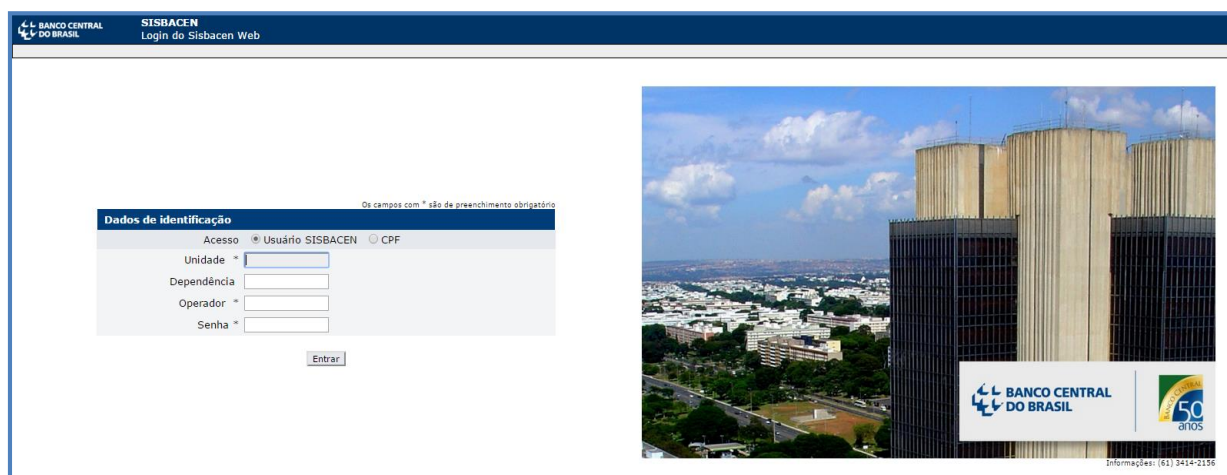 BANCO CENTRAL
DO BRASIL
SISBACEN
Login do Sisbacen Web
Os campos com * são de preenchimento obrigatório
Dados de identificação
Acesso Usuário SISBACEN CPF
Unidade *
Dependência
Operador *
Senha *
Entrar
BANCO CENTRAL
DO BRASIL
BANCO CENTRAL
50
anos
Informações: (61) 3414-2156